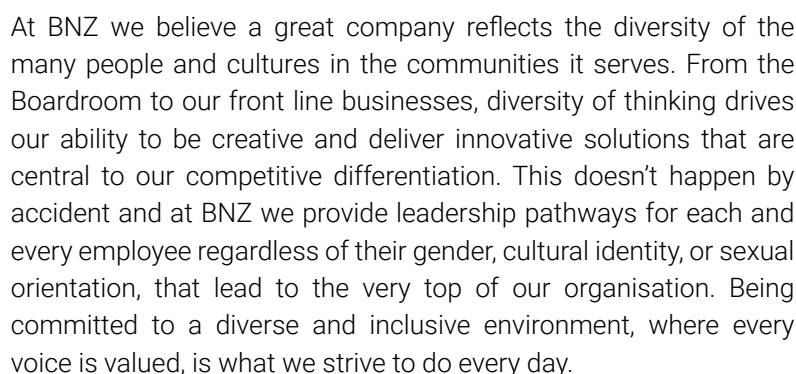 At BNZ we believe a great company reflects the diversity of the
many people and cultures in the communities it serves. From the
Boardroom to our front line businesses, diversity of thinking drives
our ability to be creative and deliver innovative solutions that are
central to our competitive differentiation. This doesn’t happen by
accident and at BNZ we provide leadership pathways for each and
every employee regardless of their gender, cultural identity, or sexual
orientation, that lead to the very top of our organisation. Being
committed to a diverse and inclusive environment, where every
voice is valued, is what we strive to do every day.